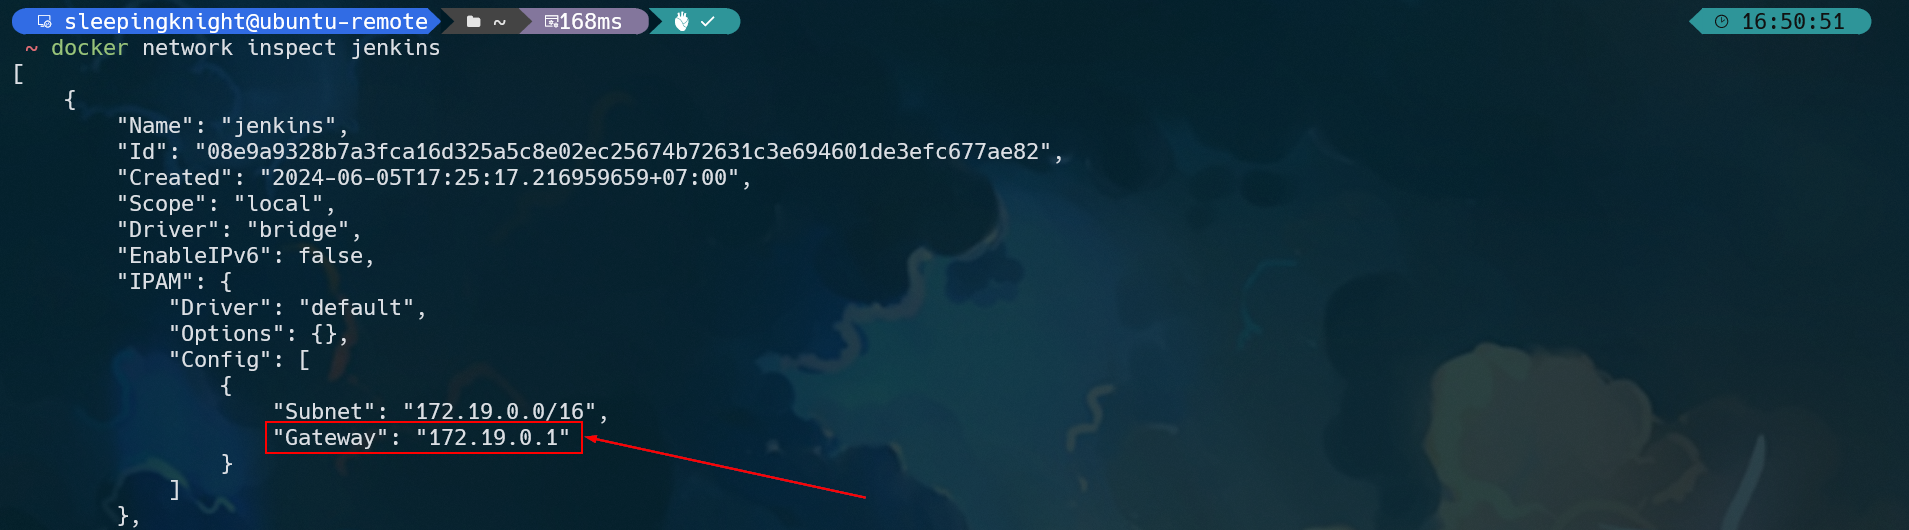 sleepingknight@ubuntu-remote ~ 168ms 16:50:51
~ docker network inspect jenkins
[
    {
        "Name": "jenkins",
        "Id": "08e9a9328b7a3fca16d325a5c8e02ec25674b72631c3e694601de3efc677ae82",
        "Created": "2024-06-05T17:25:17.216959659+07:00",
        "Scope": "local",
        "Driver": "bridge",
        "EnableIPv6": false,
        "IPAM": {
            "Driver": "default",
            "Options": {},
            "Config": [
                {
                    "Subnet": "172.19.0.0/16",
                    "Gateway": "172.19.0.1"
                }
            ]
        },